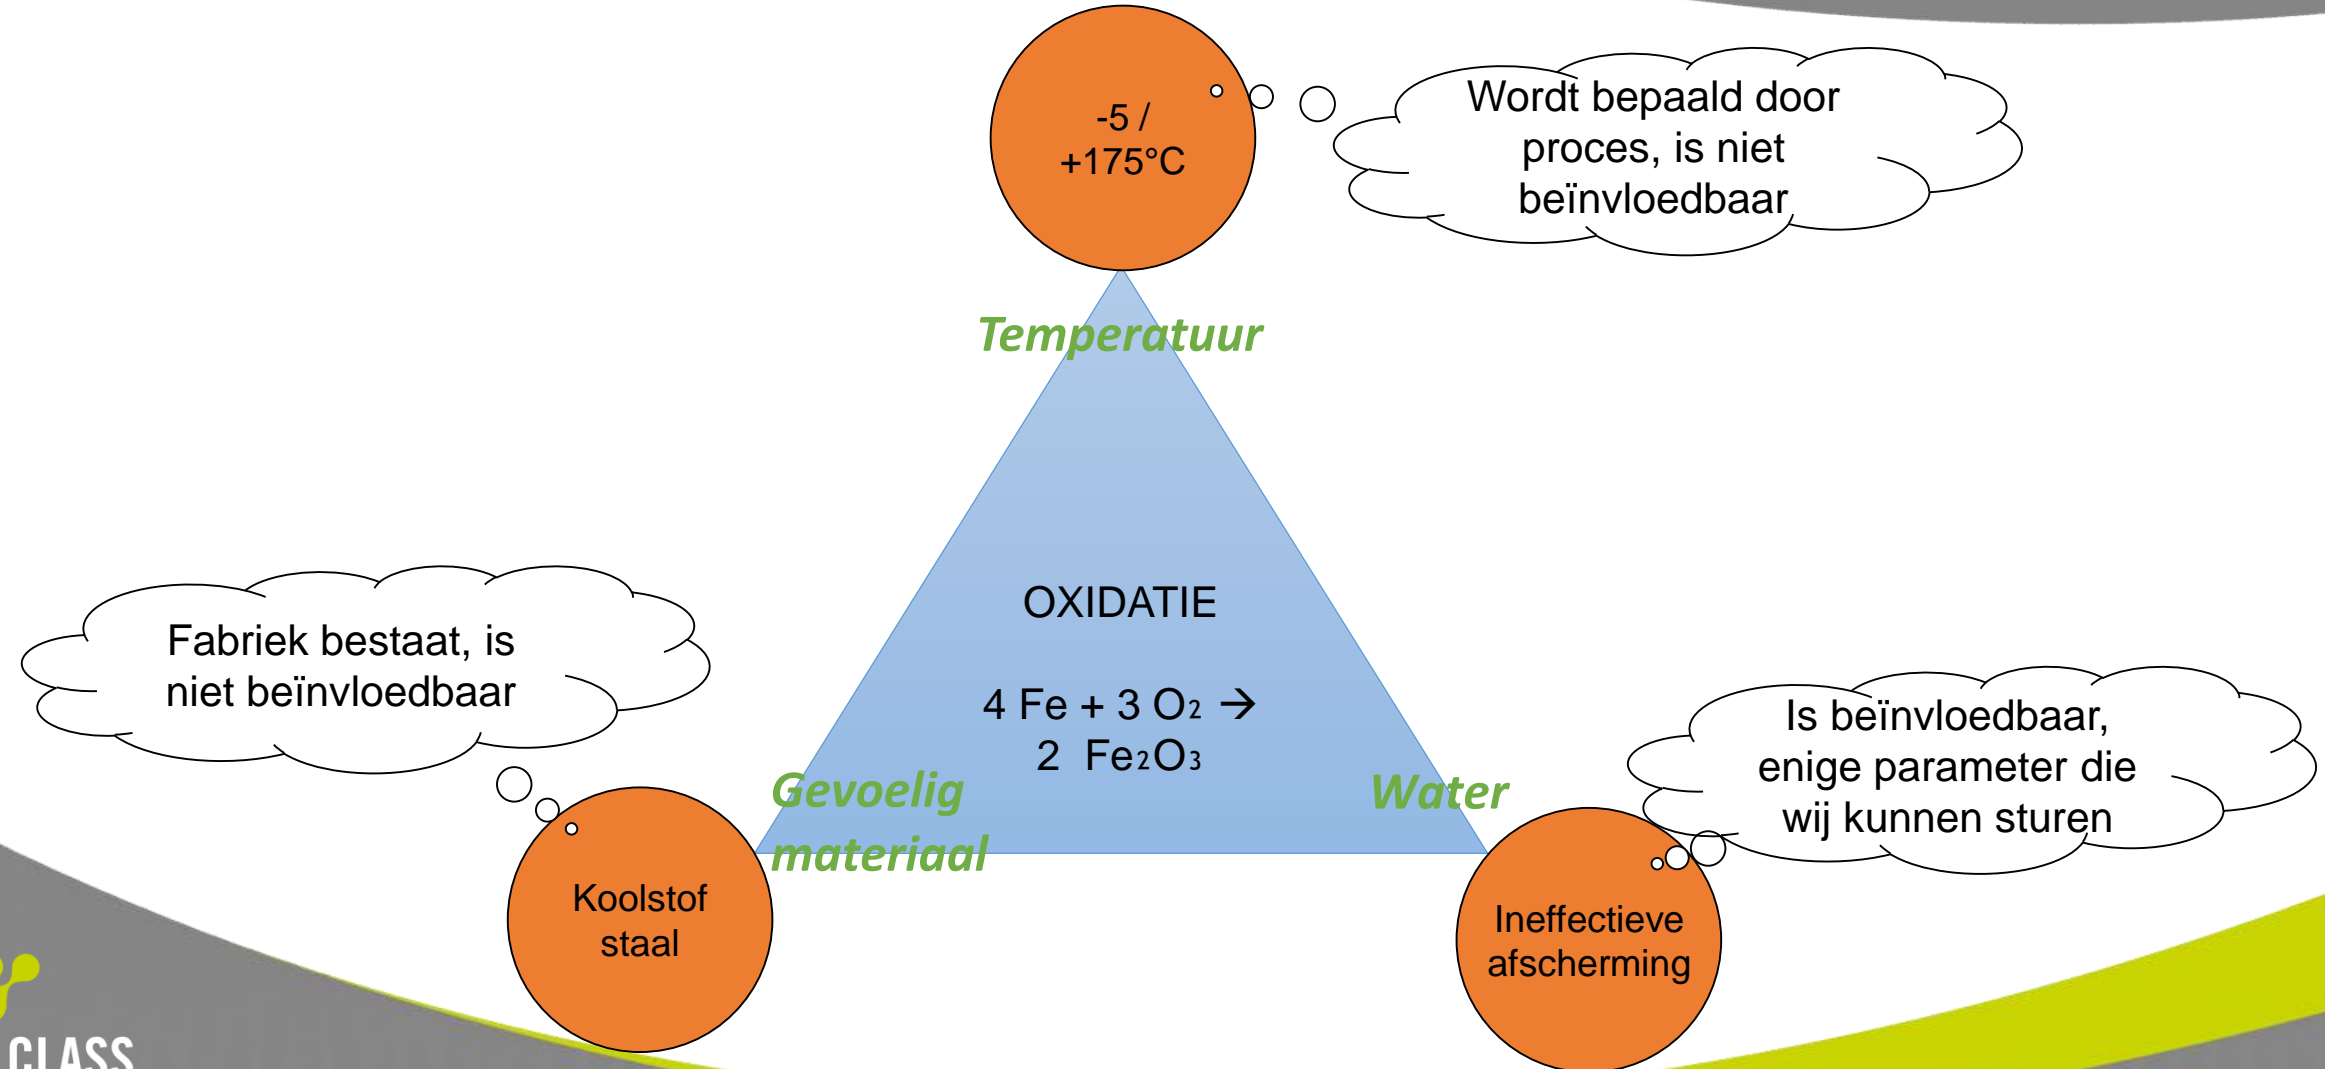 -5 /
+175°C
Wordt bepaald door
proces, is niet
beïnvloedbaar
Temperatuur
OXIDATIE
4 Fe + 3 O₂ →
2 Fe₂O₃
Fabriek bestaat, is
niet beïnvloedbaar
Gevoelig
materiaal
Koolstof
staal
Water
Is beïnvloedbaar,
enige parameter die
wij kunnen sturen
Ineffectieve
afscherming
CLASS